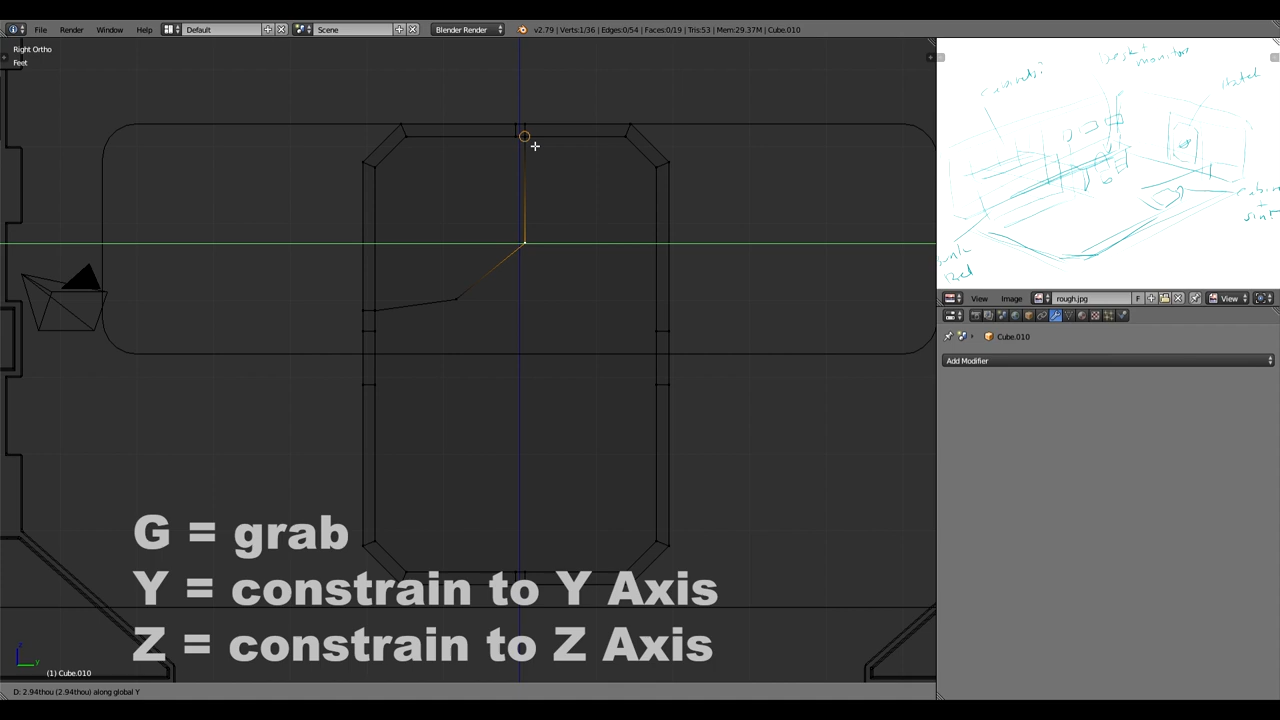 File Render Window Help Default Scene Blender Render v2.79 | Verts:1/36 | Edges:0/54 | Faces:0/19 | Tris:53 | Mem:29.37M | Cube.010
Right Ortho
Feet
monitors
View Image rough.jpg F View
Cube.010
Add Modifier
G = grab
Y = constrain to Y Axis
Z = constrain to Z Axis
z
y
(1) Cube.010
D: 2.94thou (2.94thou) along global Y